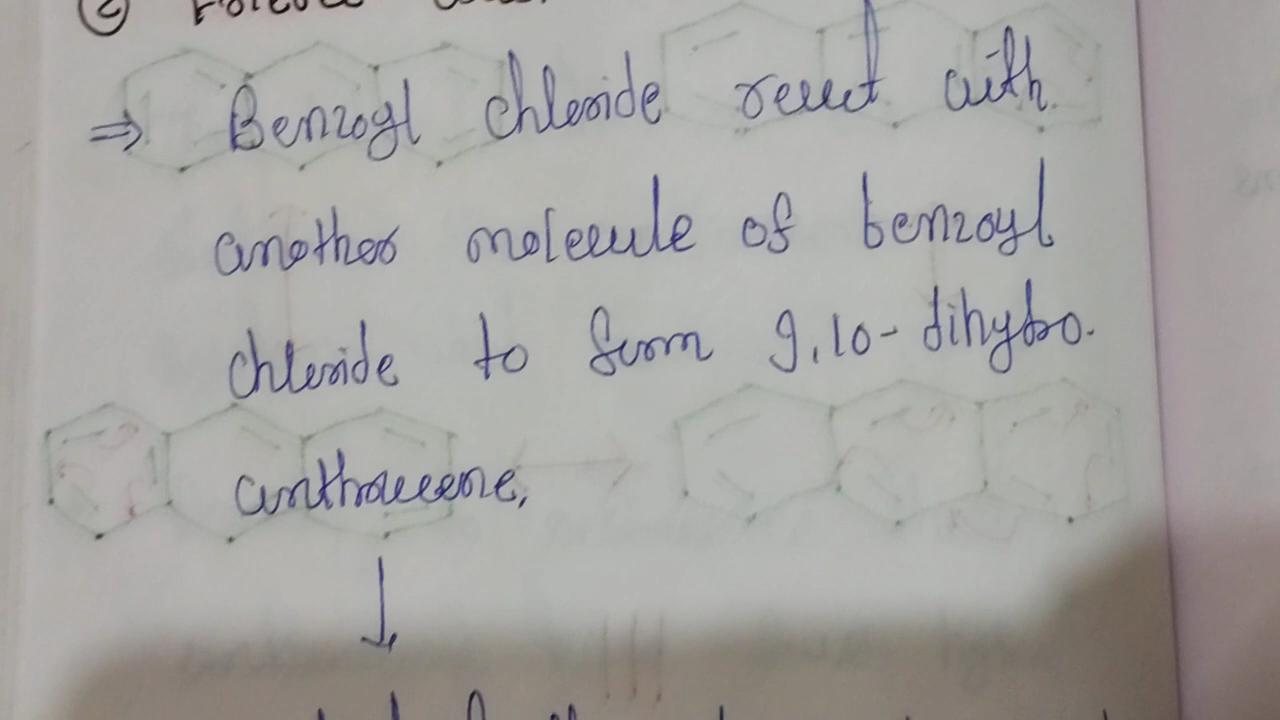 ⇒ Benzoyl chloride react with
another molecule of benzoyl
chloride to form 9,10-dihydro.
anthracene,